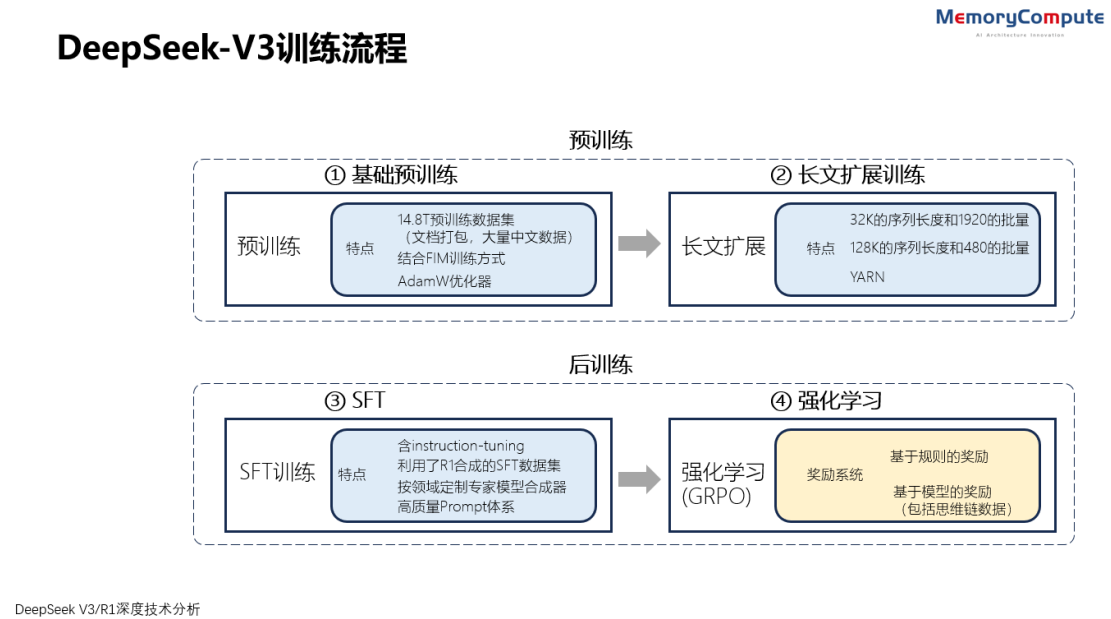 MemoryCompute
AI Architecture Innovation
DeepSeek-V3训练流程
预训练
① 基础预训练
预训练
特点
14.8T预训练数据集
（文档打包，大量中文数据）
结合FIM训练方式
AdamW优化器
② 长文扩展训练
长文扩展
特点
32K的序列长度和1920的批量
128K的序列长度和480的批量
YARN
后训练
③ SFT
SFT训练
特点
含instruction-tuning
利用了R1合成的SFT数据集
按领域定制专家模型合成器
高质量Prompt体系
④ 强化学习
强化学习
(GRPO)
奖励系统
基于规则的奖励
基于模型的奖励
（包括思维链数据）
DeepSeek V3/R1深度技术分析